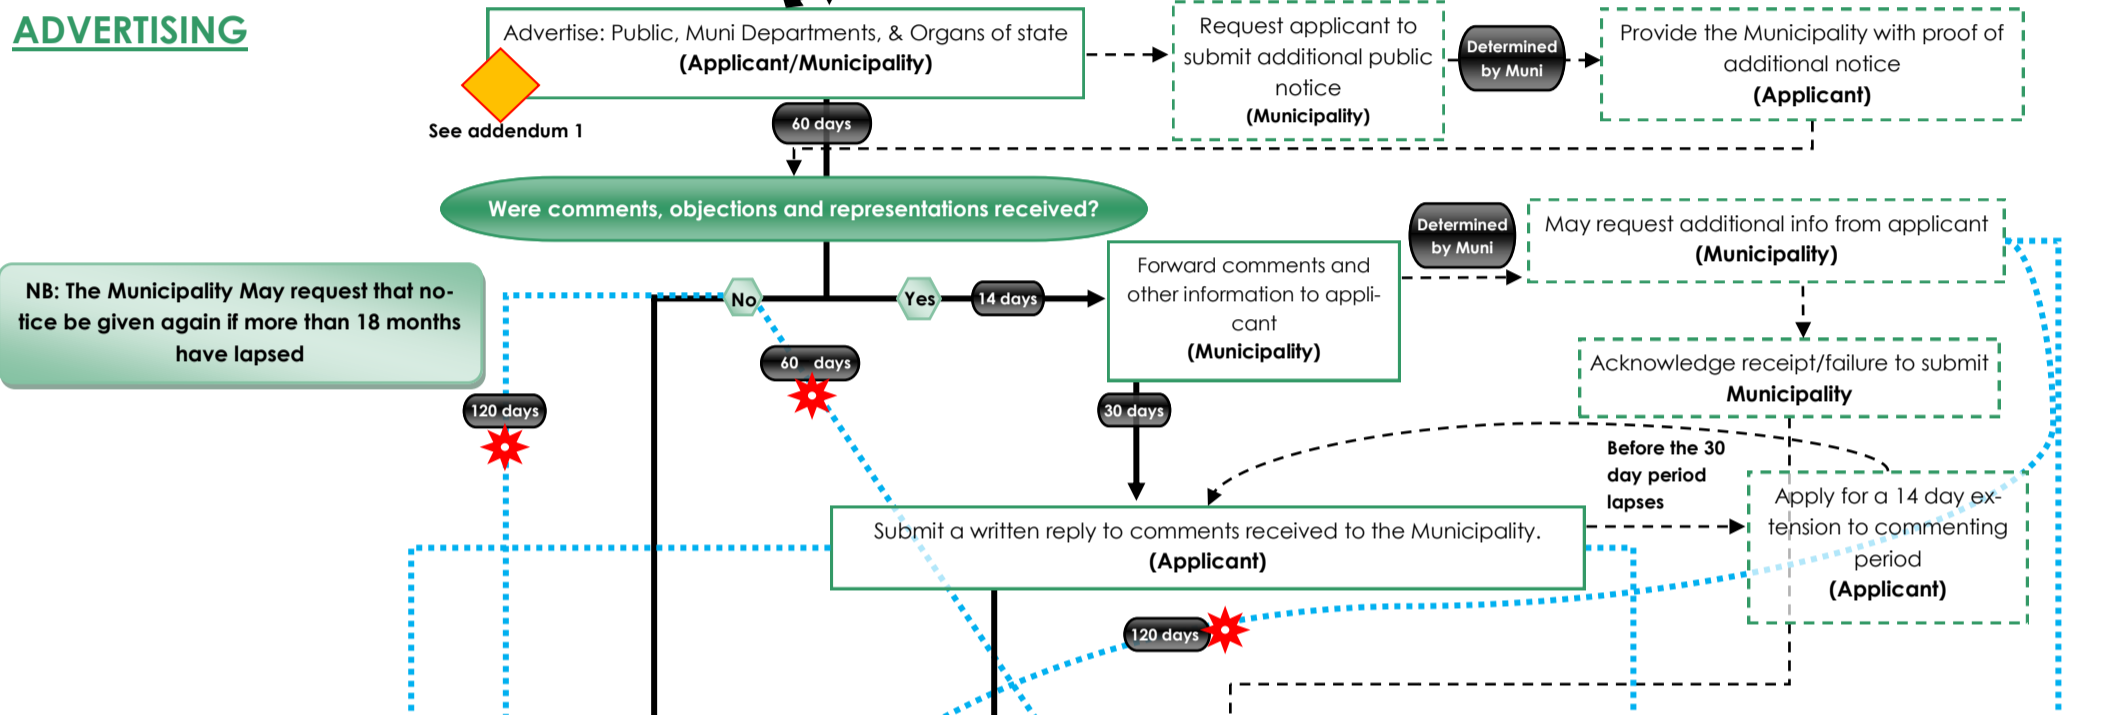 ADVERTISING
Advertise: Public, Muni Departments, & Organs of state
(Applicant/Municipality)
See addendum 1
Request applicant to
submit additional public
notice
(Municipality)
Determined
by Muni
Provide the Municipality with proof of
additional notice
(Applicant)
60 days
Were comments, objections and representations received?
NB: The Municipality May request that no-
tice be given again if more than 18 months
have lapsed
No
Yes
14 days
Forward comments and
other information to appli-
cant
(Municipality)
Determined
by Muni
May request additional info from applicant
(Municipality)
Acknowledge receipt/failure to submit
Municipality
60 days
120 days
30 days
Before the 30
day period
lapses
Apply for a 14 day ex-
tension to commenting
period
(Applicant)
Submit a written reply to comments received to the Municipality.
(Applicant)
120 days